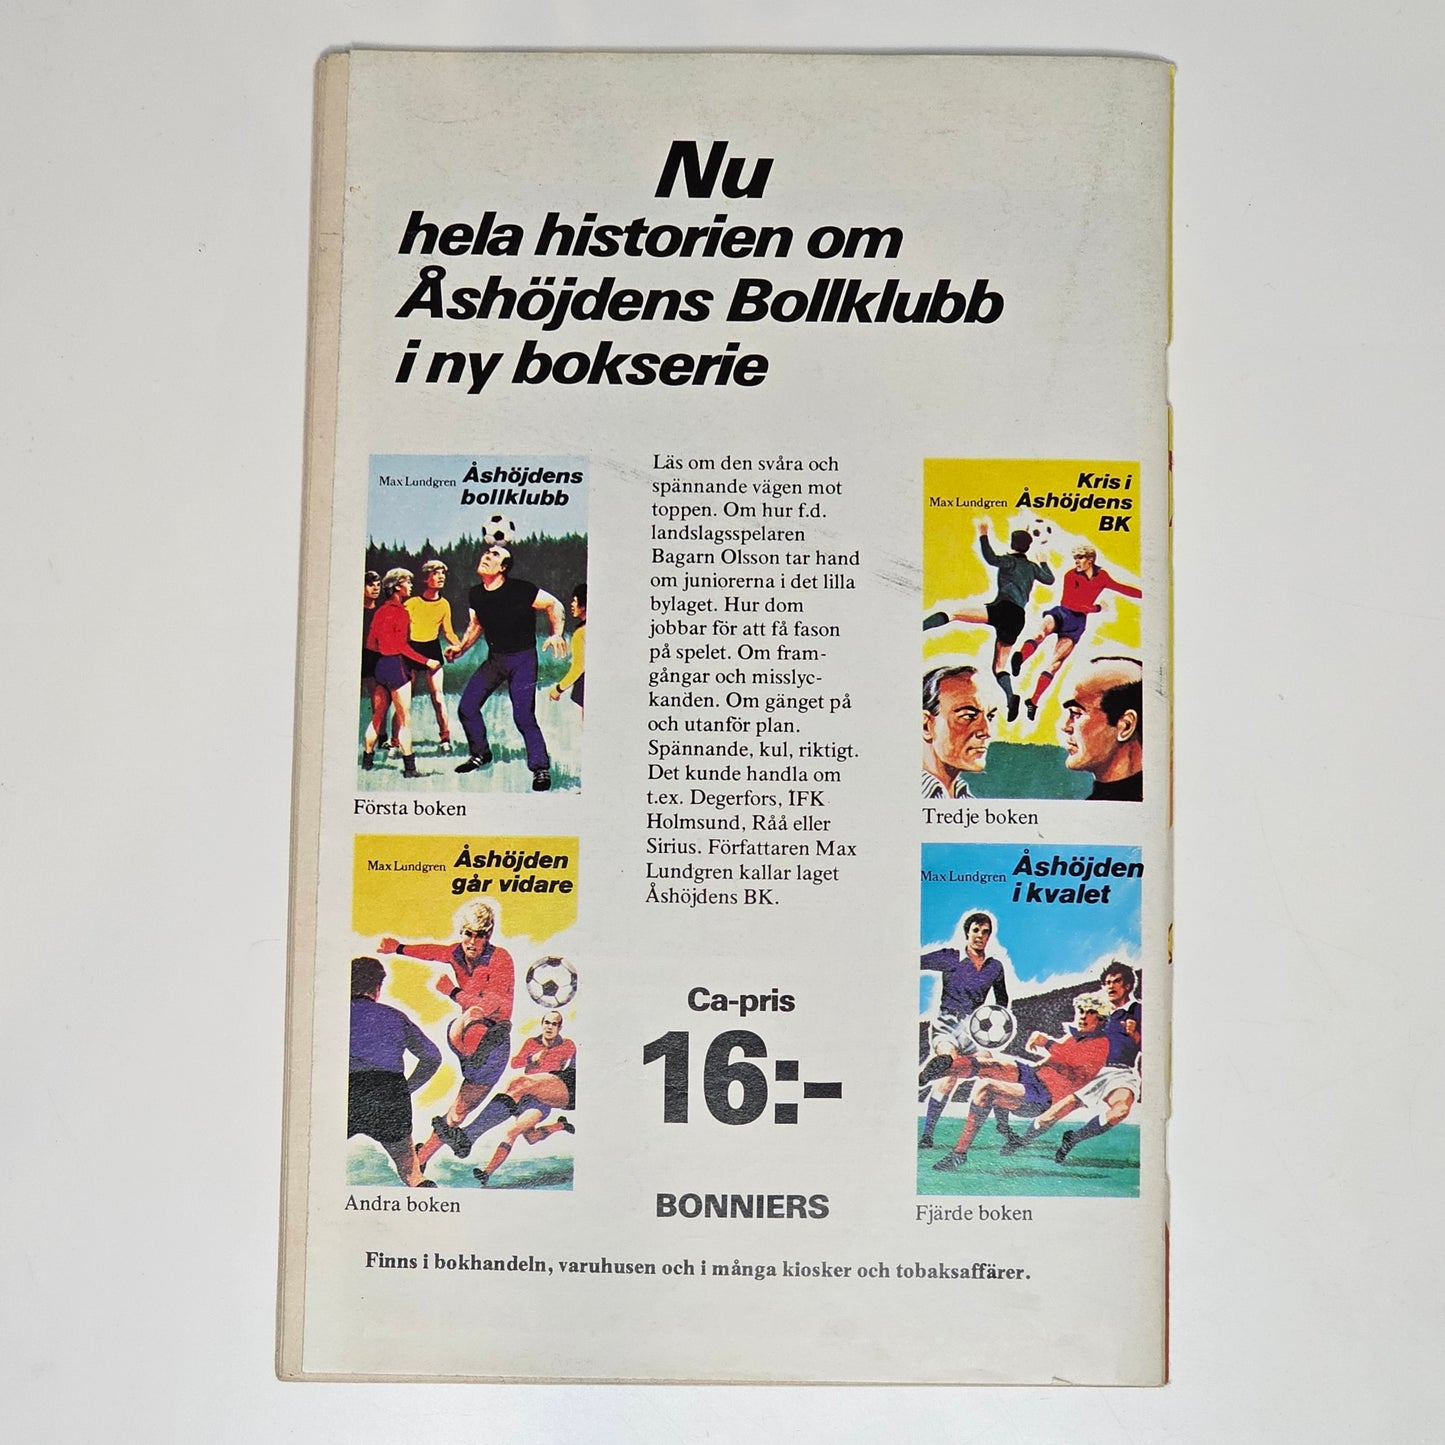 Nu
hela historien om
Åshöjdens Bollklubb
i ny bokserie
Max Lundgren Åshöjdens
bollklubb
Första boken
Max Lundgren Åshöjden
går vidare
Andra boken
Läs om den svåra och
spännande vägen mot
toppen. Om hur f.d.
landslagsspelaren
Bagarn Olsson tar hand
om juniorerna i det lilla
bylaget. Hur dom
jobbar för att få fason
på spelet. Om fram-
gångar och misslyc-
kanden. Om gänget på
och utanför plan.
Spännande, kul, riktigt.
Det kunde handla om
t.ex. Degerfors, IFK
Holmsund, Råå eller
Sirius. Författaren Max
Lundgren kallar laget
Åshöjdens BK.
Ca-pris
16:-
BONNIERS
Kris i
Max Lundgren Åshöjdens
BK
Tredje boken
Max Lundgren Åshöjden
i kvalet
Fjärde boken
Finns i bokhandeln, varuhusen och i många kiosker och tobaksaffärer.